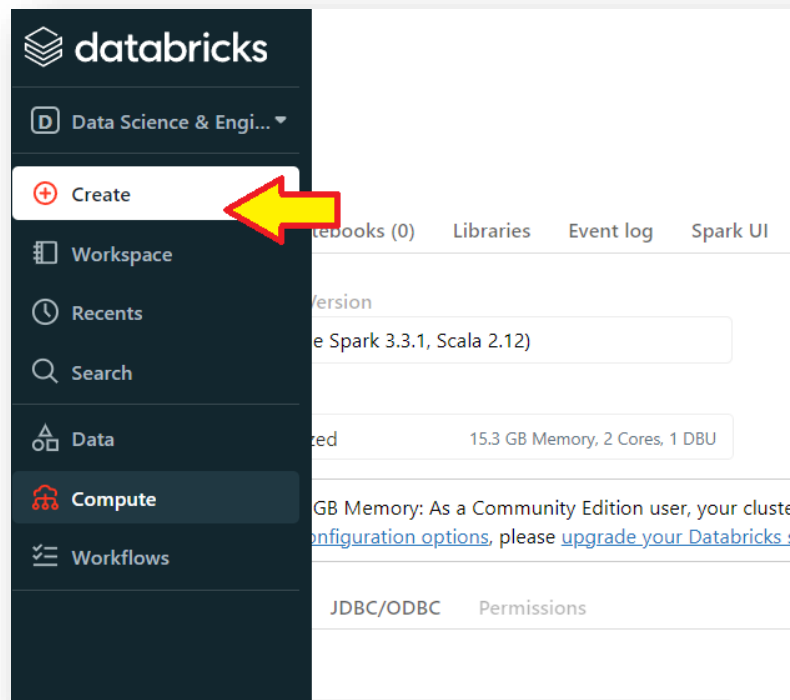 databricks
D Data Science & Engi...
Create
Workspace
Recents
Search
Data
Compute
Workflows
tebooks (0) Libraries Event log Spark UI
Version
e Spark 3.3.1, Scala 2.12)
zed 15.3 GB Memory, 2 Cores, 1 DBU
GB Memory: As a Community Edition user, your cluste
onfiguration options, please upgrade your Databricks s
JDBC/ODBC Permissions